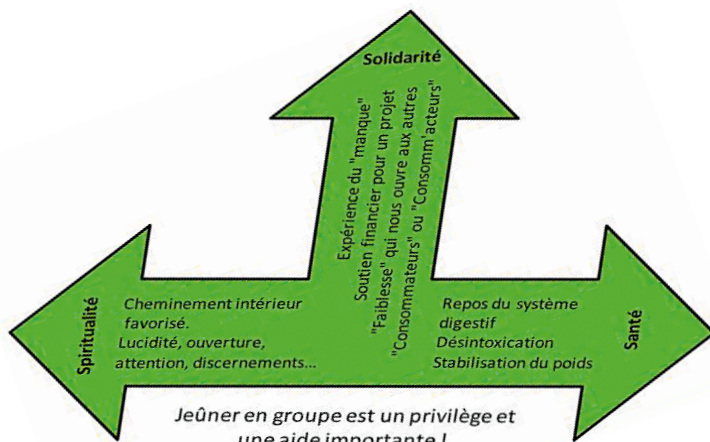 Solidarité
Expérience du "manque"
Soutien financier pour un projet
"Faiblesse" qui nous ouvre aux autres
"Consommateurs" ou "Consomm'acteurs"
Spiritualité
Cheminement intérieur
favorisé.
Lucidité, ouverture,
attention, discernements...
Repos du système
digestif
Désintoxication
Stabilisation du poids
Santé
Jeûner en groupe est un privilège et
une aide importante !